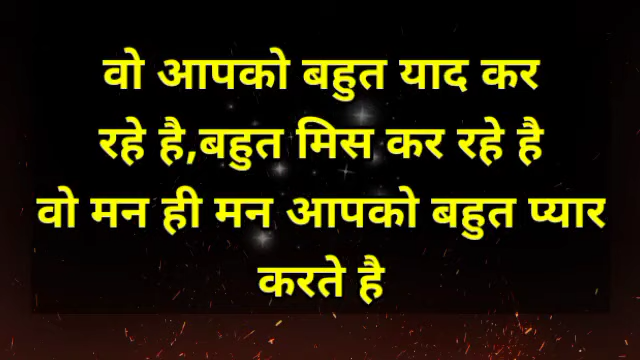 वो आपको बहुत याद कर
रहे है,बहुत मिस कर रहे है
वो मन ही मन आपको बहुत प्यार
करते है